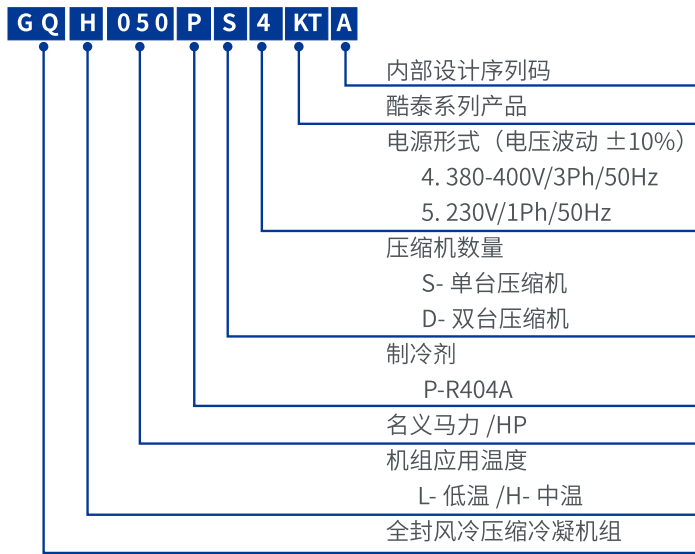 GQ H 050 P S 4 KT A
内部设计序列码
酷泰系列产品
电源形式（电压波动 ±10%）
4. 380-400V/3Ph/50Hz
5. 230V/1Ph/50Hz
压缩机数量
S- 单台压缩机
D- 双台压缩机
制冷剂
P-R404A
名义马力 /HP
机组应用温度
L- 低温 /H- 中温
全封风冷压缩冷凝机组